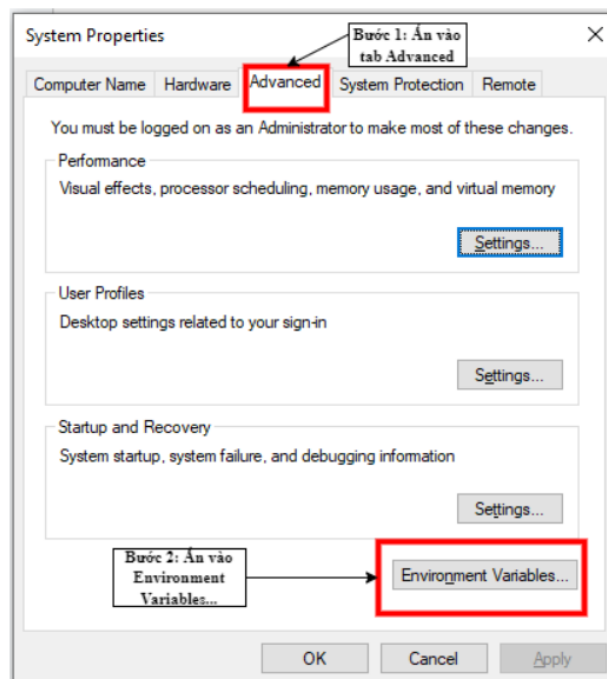 System Properties
Bước 1: Ấn vào
tab Advanced
Computer Name Hardware Advanced System Protection Remote
You must be logged on as an Administrator to make most of these changes.
Performance
Visual effects, processor scheduling, memory usage, and virtual memory
Settings...
User Profiles
Desktop settings related to your sign-in
Settings...
Startup and Recovery
System startup, system failure, and debugging information
Settings...
Bước 2: Ấn vào
Environment
Variables...
Environment Variables...
OK Cancel Apply